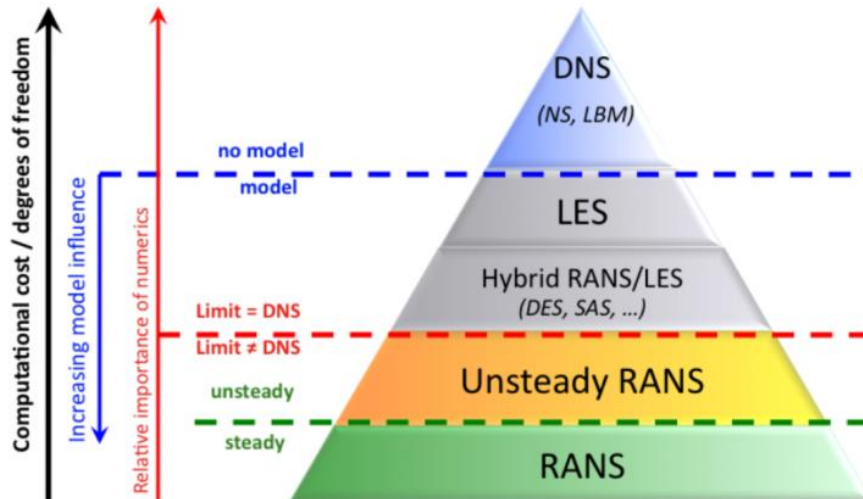 Computational cost / degrees of freedom
Increasing model influence
Relative importance of numerics
DNS
(NS, LBM)
no model
model
LES
Hybrid RANS/LES
(DES, SAS, ...)
Limit = DNS
Limit ≠ DNS
Unsteady RANS
unsteady
steady
RANS